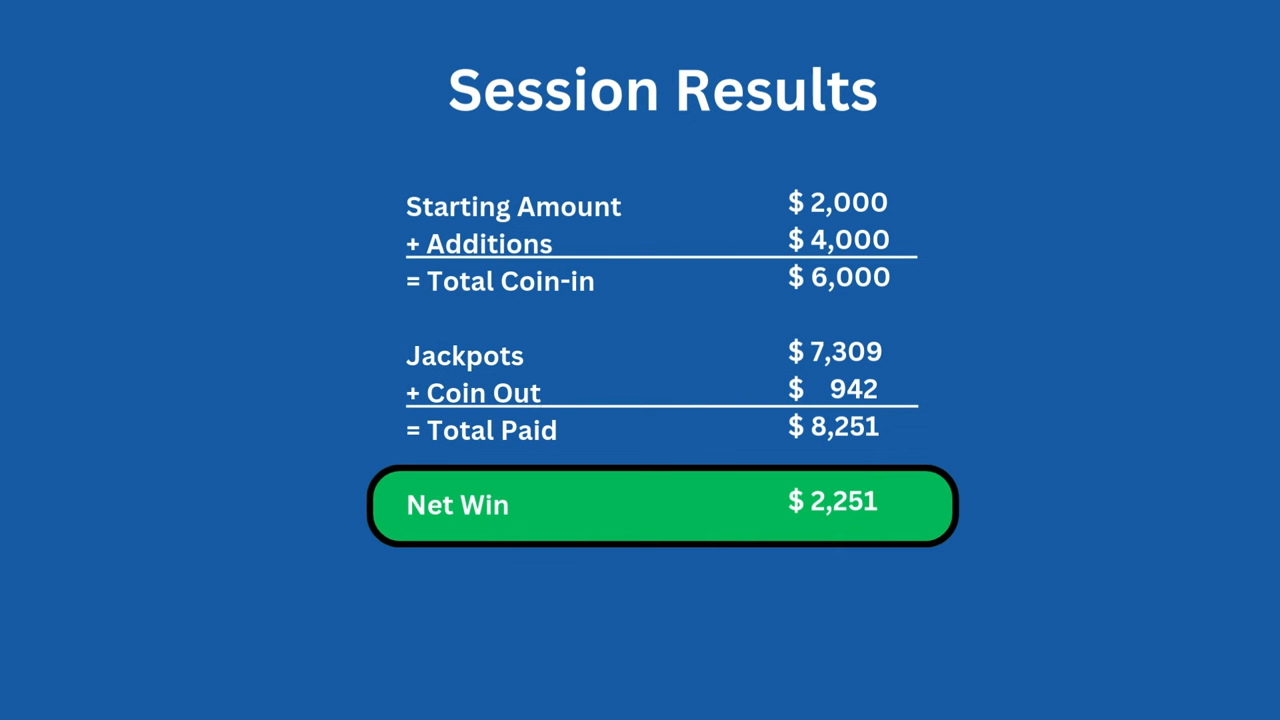 Session Results
Starting Amount $ 2,000
+ Additions $ 4,000
= Total Coin-in $ 6,000
Jackpots $ 7,309
+ Coin Out $ 942
= Total Paid $ 8,251
Net Win $ 2,251